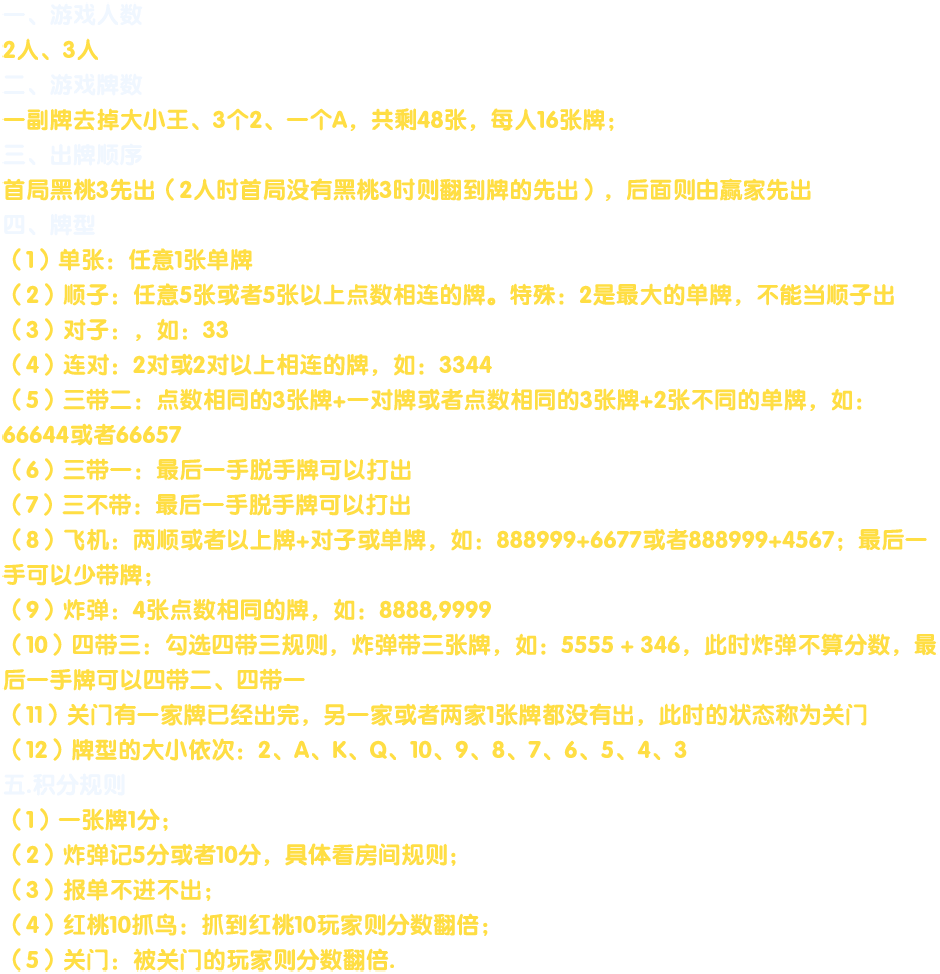 一、游戏人数
2人、3人
二、游戏牌数
一副牌去掉大小王、3个2、一个A，共剩48张，每人16张牌；
三、出牌顺序
首局黑桃3先出（2人时首局没有黑桃3时则翻到牌的先出），后面则由赢家先出
四、牌型
（1）单张：任意1张单牌
（2）顺子：任意5张或者5张以上点数相连的牌。特殊：2是最大的单牌，不能当顺子出
（3）对子：，如：33
（4）连对：2对或2对以上相连的牌，如：3344
（5）三带二：点数相同的3张牌+一对牌或者点数相同的3张牌+2张不同的单牌，如：
66644或者66657
（6）三带一：最后一手脱手牌可以打出
（7）三不带：最后一手脱手牌可以打出
（8）飞机：两顺或者以上牌+对子或单牌，如：888999+6677或者888999+4567；最后一
手可以少带牌；
（9）炸弹：4张点数相同的牌，如：8888,9999
（10）四带三：勾选四带三规则，炸弹带三张牌，如：5555 + 346，此时炸弹不算分数，最
后一手牌可以四带二、四带一
（11）关门有一家牌已经出完，另一家或者两家1张牌都没有出，此时的状态称为关门
（12）牌型的大小依次：2、A、K、Q、10、9、8、7、6、5、4、3
五.积分规则
（1）一张牌1分；
（2）炸弹记5分或者10分，具体看房间规则；
（3）报单不进不出；
（4）红桃10抓鸟：抓到红桃10玩家则分数翻倍；
（5）关门：被关门的玩家则分数翻倍.